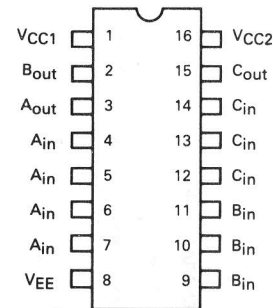 VCC1 1 16 VCC2
Bout 2 15 Cout
Aout 3 14 Cin
Ain 4 13 Cin
Ain 5 12 Cin
Ain 6 11 Bin
Ain 7 10 Bin
VEE 8 9 Bin